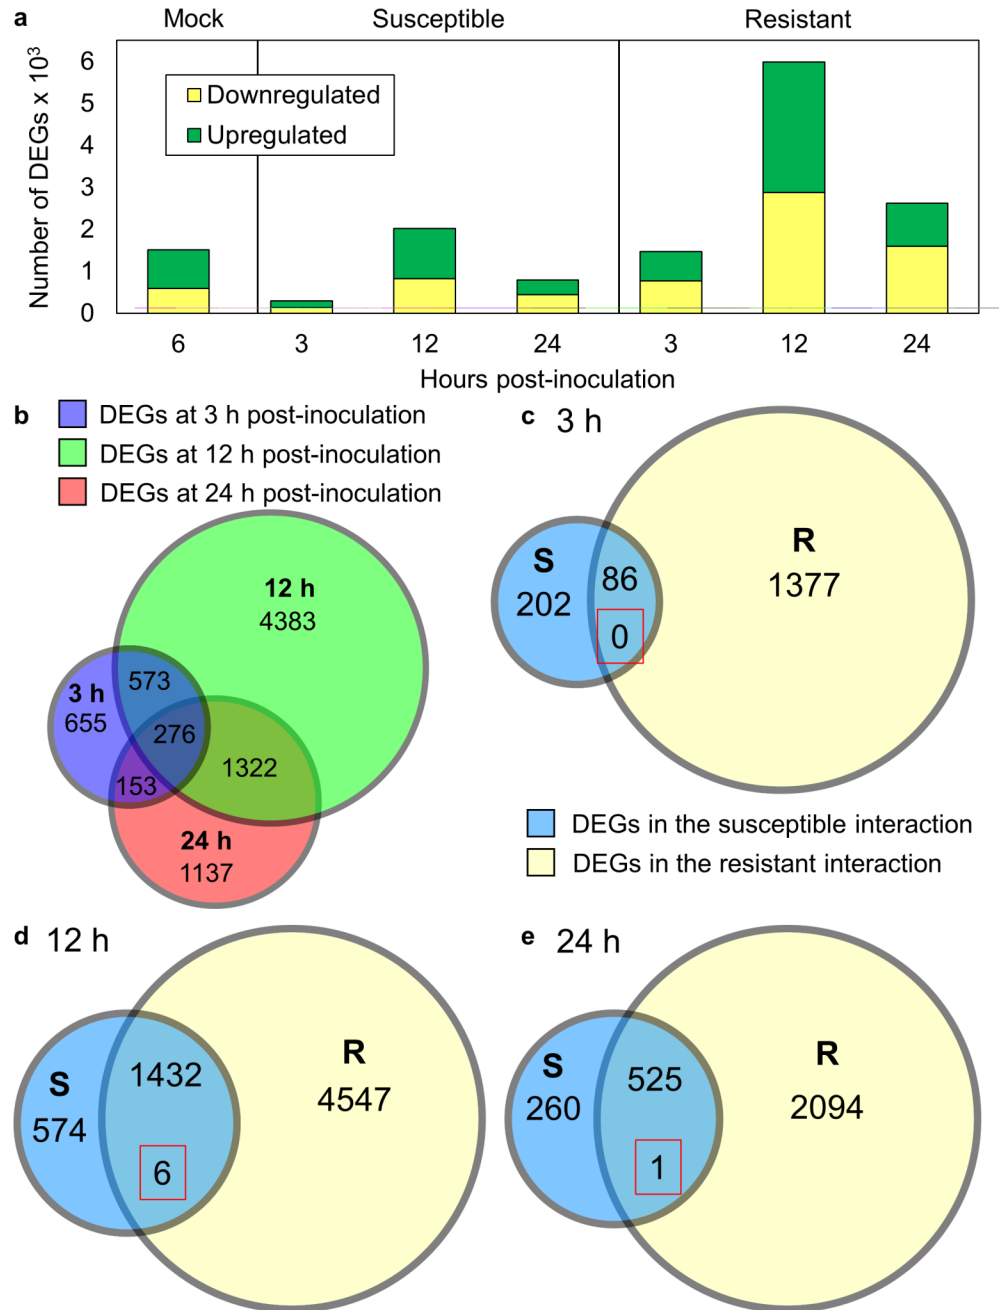 a
Mock Susceptible Resistant
Number of DEGs x 10³
6
5
4
3
2
1
0
Downregulated
Upregulated
6 3 12 24 3 12 24
Hours post-inoculation
b
DEGs at 3 h post-inoculation
DEGs at 12 h post-inoculation
DEGs at 24 h post-inoculation
12 h
4383
3 h
655
573
276
1322
153
24 h
1137
c 3 h
S
202
86
0
R
1377
DEGs in the susceptible interaction
DEGs in the resistant interaction
d 12 h
S
574
1432
6
R
4547
e 24 h
S
260
525
1
R
2094